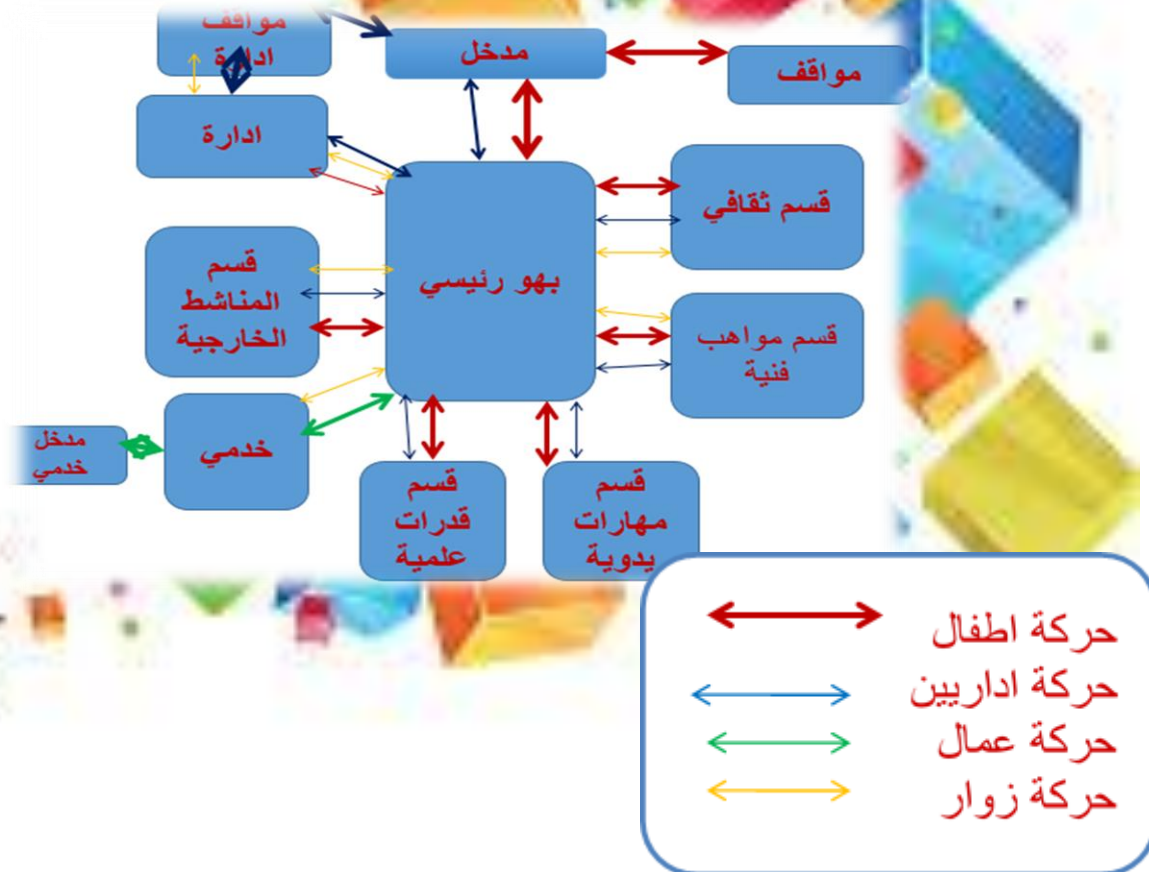 مواقف
ادارة
مدخل
مواقف
ادارة
قسم ثقافي
بهو رئيسي
قسم
المناشط
الخارجية
قسم مواهب
فنية
خدمي
مدخل
خدمي
قسم
قدرات
علمية
قسم
مهارات
يدوية
حركة اطفال
حركة اداريين
حركة عمال
حركة زوار